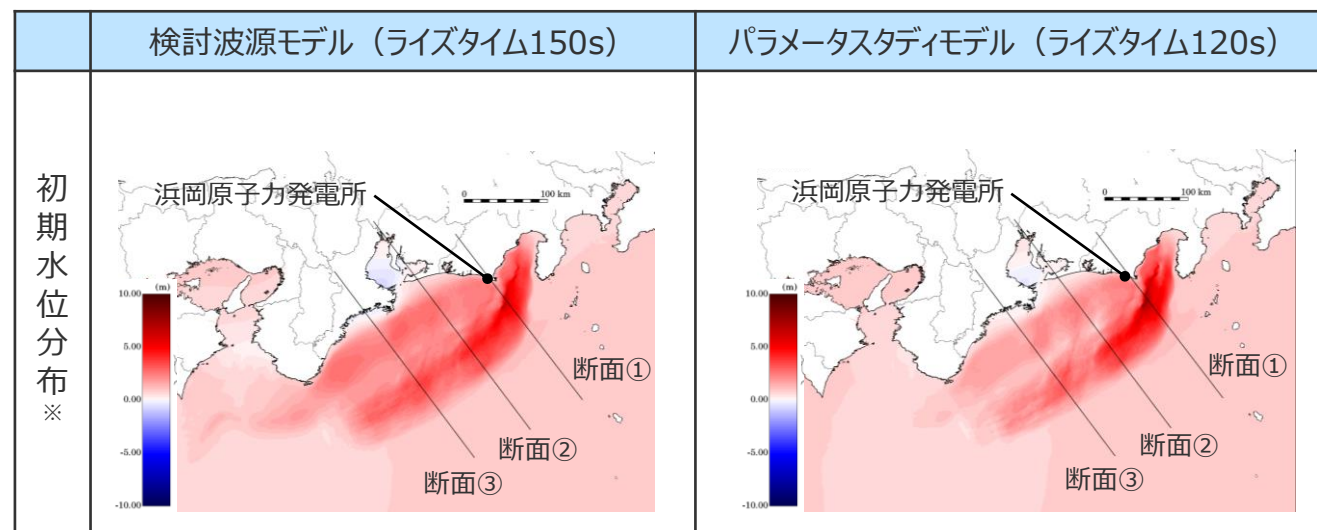 検討波源モデル（ライズタイム150s）
パラメータスタディモデル（ライズタイム120s）
初期水位分布※
浜岡原子力発電所
0 100 km
(m)
10.00
5.00
0.00
-5.00
-10.00
断面①
断面②
断面③
浜岡原子力発電所
0 100 km
(m)
10.00
5.00
0.00
-5.00
-10.00
断面①
断面②
断面③